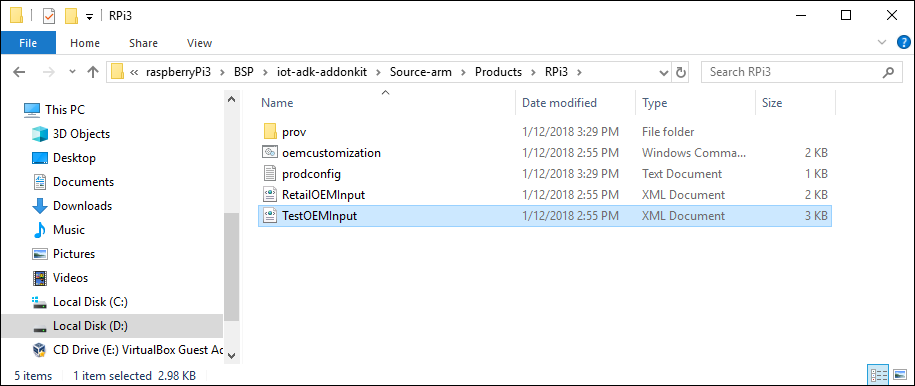 RPi3
File Home Share View
« raspberryPi3 > BSP > iot-adk-addonkit > Source-arm > Products > RPi3 > Search RPi3
Name Date modified Type Size
This PC
3D Objects
Desktop
Documents
Downloads
Music
Pictures
Videos
Local Disk (C:)
Local Disk (D:)
CD Drive (E:) VirtualBox Guest Ad
prov 1/12/2018 3:29 PM File folder
oemcustomization 1/12/2018 2:55 PM Windows Comma... 2 KB
prodconfig 1/12/2018 3:29 PM Text Document 1 KB
RetailOEMInput 1/12/2018 2:55 PM XML Document 2 KB
TestOEMInput 1/12/2018 2:55 PM XML Document 3 KB
5 items 1 item selected 2.98 KB